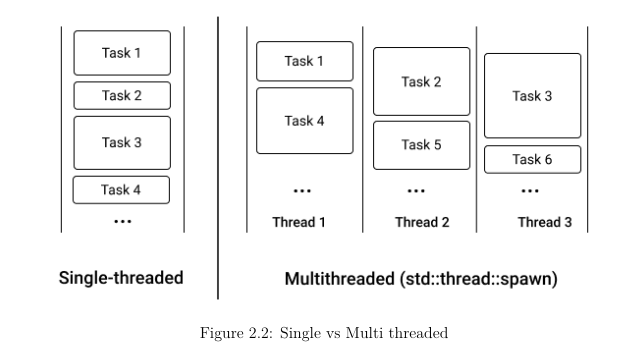 Task 1
Task 2
Task 3
Task 4
...
Single-threaded
Task 1
Task 4
...
Thread 1
Task 2
Task 5
...
Thread 2
Task 3
Task 6
...
Thread 3
Multithreaded (std::thread::spawn)
Figure 2.2: Single vs Multi threaded